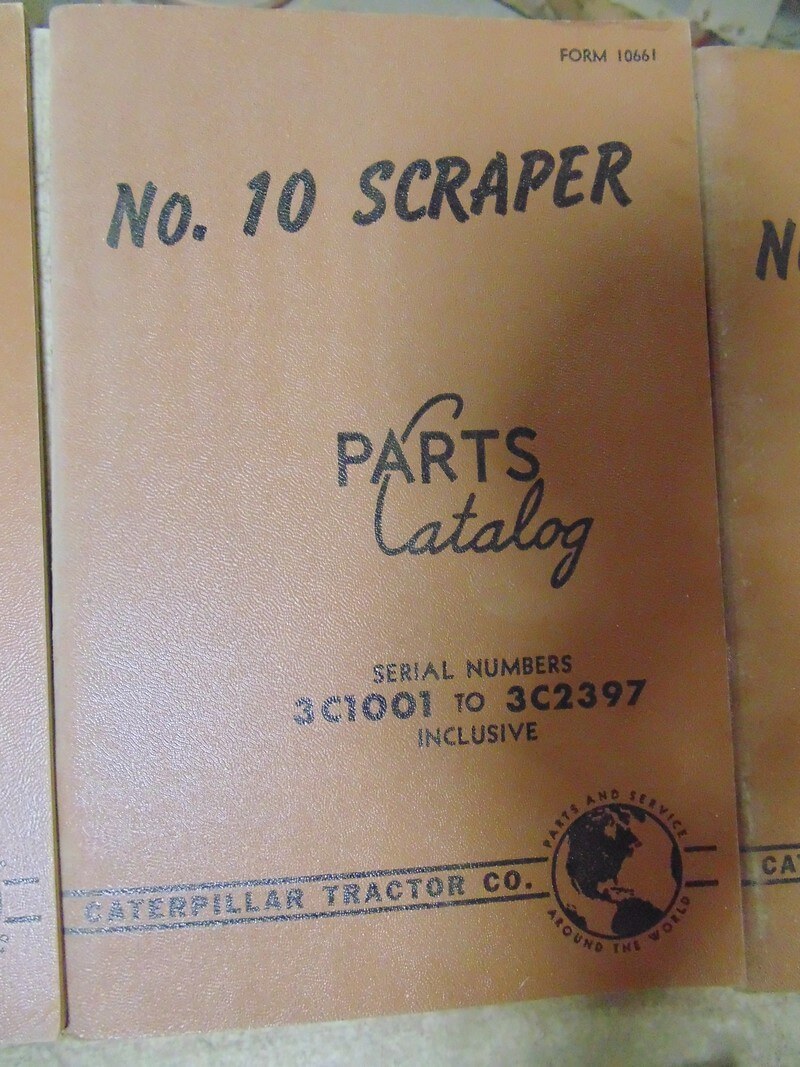 FORM 10661
No. 10 SCRAPER
PARTS
Catalog
SERIAL NUMBERS
3C1001 TO 3C2397
INCLUSIVE
PARTS AND SERVICE
CATERPILLAR TRACTOR CO.
AROUND THE WORLD